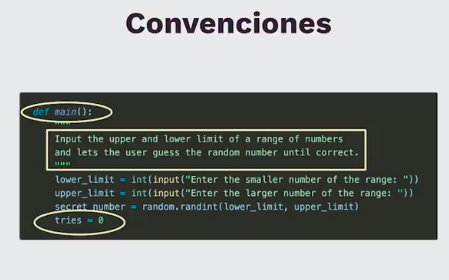 Convenciones
def main():
"""
Input the upper and lower limit of a range of numbers
and lets the user guess the random number until correct.
"""
lower_limit = int(input("Enter the smaller number of the range: "))
upper_limit = int(input("Enter the larger number of the range: "))
secret_number = random.randint(lower_limit, upper_limit)
tries = 0